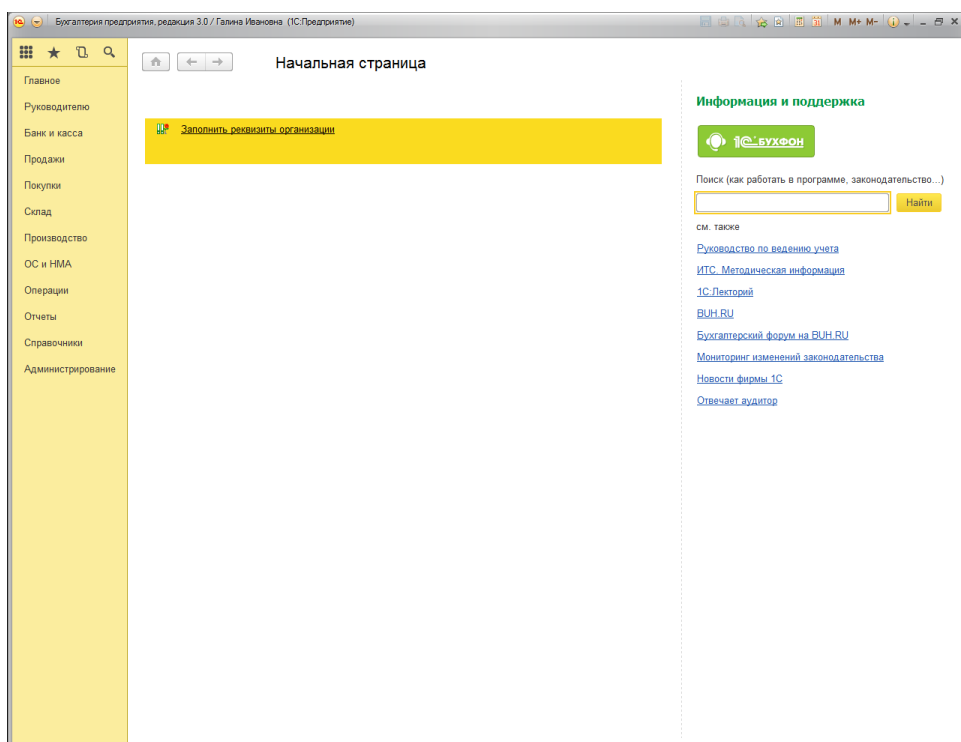 Бухгалтерия предприятия, редакция 3.0 / Галина Ивановна (1С:Предприятие)
M M+ M-
Начальная страница
Главное
Руководителю
Банк и касса
Продажи
Покупки
Склад
Производство
ОС и НМА
Операции
Отчеты
Справочники
Администрирование
Заполнить реквизиты организации
Информация и поддержка
1С:БУХФОН
Поиск (как работать в программе, законодательство...)
Найти
см. также
Руководство по ведению учета
ИТС. Методическая информация
1С:Лекторий
BUH.RU
Бухгалтерский форум на BUH.RU
Мониторинг изменений законодательства
Новости фирмы 1С
Отвечает аудитор